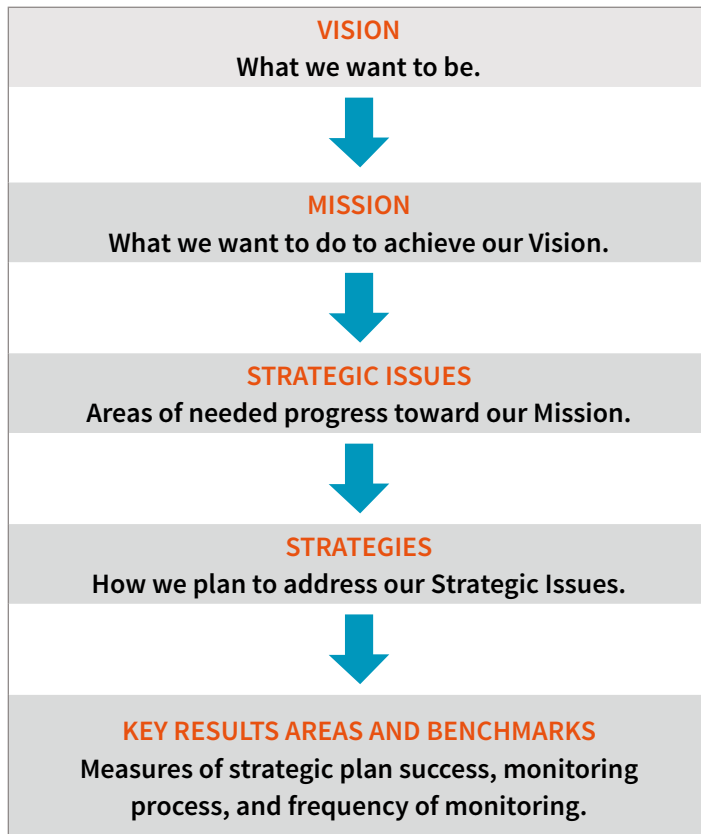 VISION
What we want to be.
MISSION
What we want to do to achieve our Vision.
STRATEGIC ISSUES
Areas of needed progress toward our Mission.
STRATEGIES
How we plan to address our Strategic Issues.
KEY RESULTS AREAS AND BENCHMARKS
Measures of strategic plan success, monitoring
process, and frequency of monitoring.